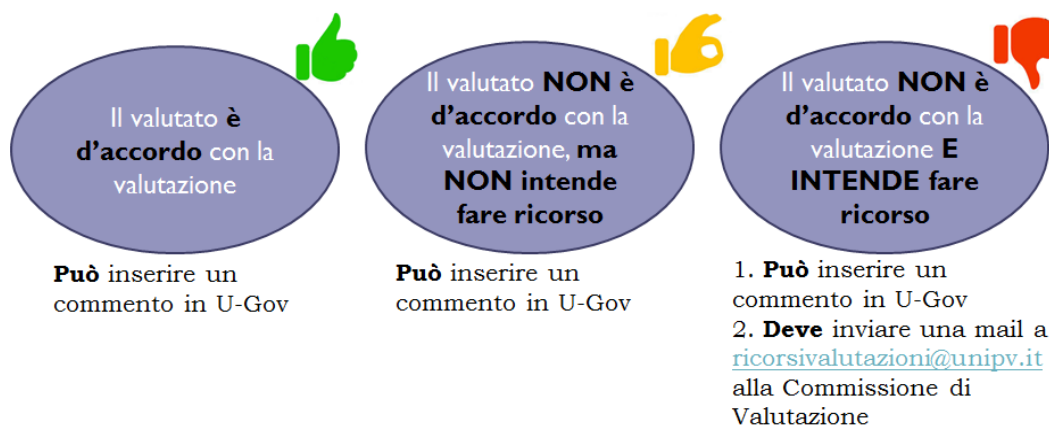 Il valutato è
d'accordo con la
valutazione
Può inserire un
commento in U-Gov
Il valutato NON è
d'accordo con la
valutazione, ma
NON intende
fare ricorso
Può inserire un
commento in U-Gov
Il valutato NON è
d'accordo con la
valutazione E
INTENDE fare
ricorso
1. Può inserire un
commento in U-Gov
2. Deve inviare una mail a
ricorsivalutazioni@unipv.it
alla Commissione di
Valutazione